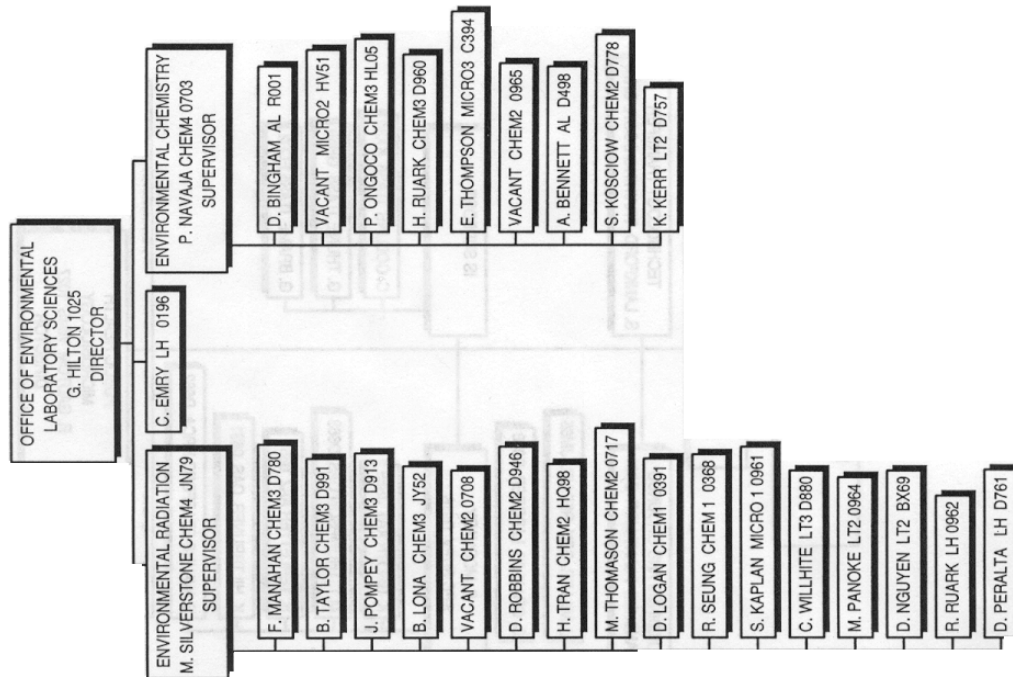 OFFICE OF ENVIRONMENTAL
LABORATORY SCIENCES
G. HILTON 1025
DIRECTOR
ENVIRONMENTAL RADIATION
M. SILVERSTONE CHEM4 JN79
SUPERVISOR
C. EMRY LH 0196
ENVIRONMENTAL CHEMISTRY
P. NAVAJA CHEM4 0703
SUPERVISOR
F. MANAHAN CHEM3 D780
B. TAYLOR CHEM3 D991
J. POMPEY CHEM3 D913
B. LONA CHEM3 JY52
VACANT CHEM2 0708
D. ROBBINS CHEM2 D946
H. TRAN CHEM2 HQ98
M. THOMASON CHEM2 0717
D. LOGAN CHEM1 0391
R. SEUNG CHEM 1 0368
S. KAPLAN MICRO 1 0961
C. WILLHITE LT3 D880
M. PANOKE LT2 0964
D. NGUYEN LT2 BX69
R. RUARK LH 0962
D. PERALTA LH D761
D. BINGHAM AL R001
VACANT MICRO2 HV51
P. ONGOCO CHEM3 HL05
H. RUARK CHEM3 D960
E. THOMPSON MICRO3 C394
VACANT CHEM2 0965
A. BENNETT AL D498
S. KOSCIOW CHEM2 D778
K. KERR LT2 D757